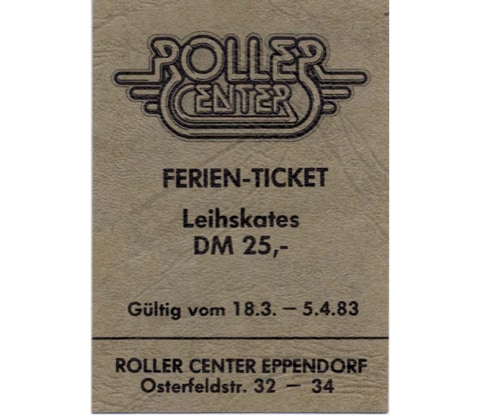 ROLLER
CENTER
FERIEN-TICKET
Leihskates
DM 25,-
Gültig vom 18.3. — 5.4.83
ROLLER CENTER EPPENDORF
Osterfeldstr. 32 — 34